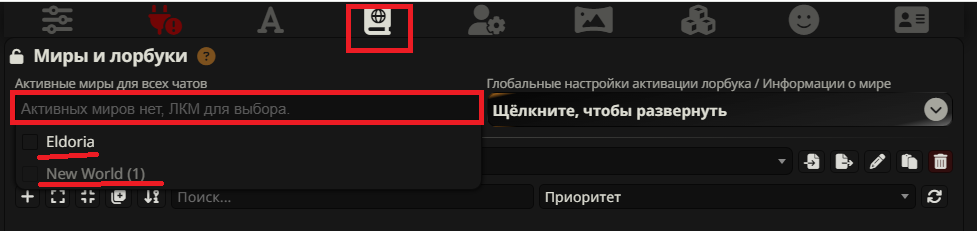 Миры и лорбуки ?
Активные миры для всех чатов
Глобальные настройки активации лорбука / Информации о мире
Активных миров нет, ЛКМ для выбора.
Щёлкните, чтобы развернуть
Eldoria
New World (1)
Поиск...
Приоритет